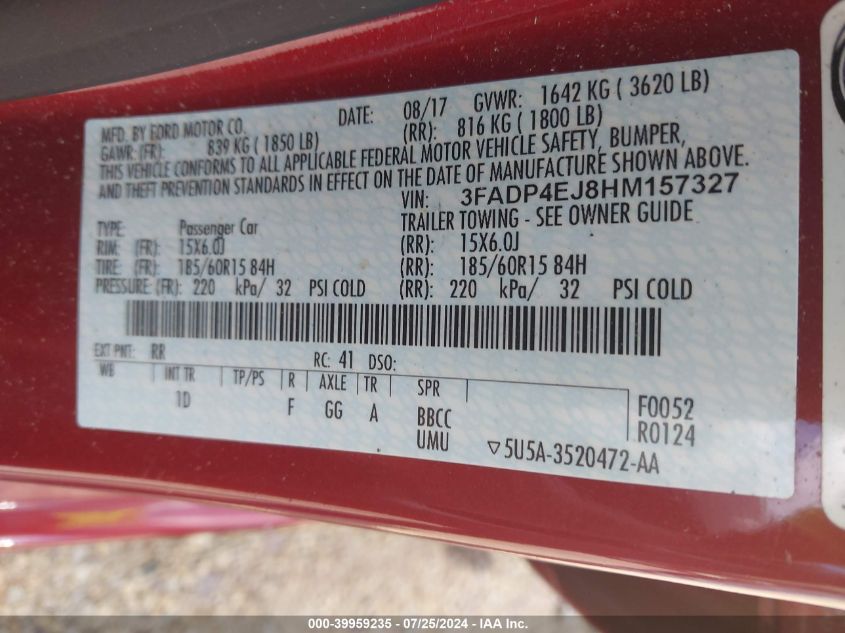 MFD. BY FORD MOTOR CO. DATE: 08/17 GVWR: 1642 KG ( 3620 LB)
GAWR: (FR): 839 KG ( 1850 LB) (RR): 816 KG ( 1800 LB)
THIS VEHICLE CONFORMS TO ALL APPLICABLE FEDERAL MOTOR VEHICLE SAFETY, BUMPER,
AND THEFT PREVENTION STANDARDS IN EFFECT ON THE DATE OF MANUFACTURE SHOWN ABOVE.
VIN: 3FADP4EJ8HM157327
TYPE: Passenger Car TRAILER TOWING - SEE OWNER GUIDE
RIM: (FR): 15X6.0J (RR): 15X6.0J
TIRE: (FR): 185/60R15 84H (RR): 185/60R15 84H
PRESSURE: (FR): 220 kPa/ 32 PSI COLD (RR): 220 kPa/ 32 PSI COLD
EXT PNT: RR RC: 41 DSO:
WB INT TR TP/PS R AXLE TR SPR F0052
1D F GG A BBCC R0124
UMU ▽5U5A-3520472-AA
000-39959235 - 07/25/2024 - IAA Inc.